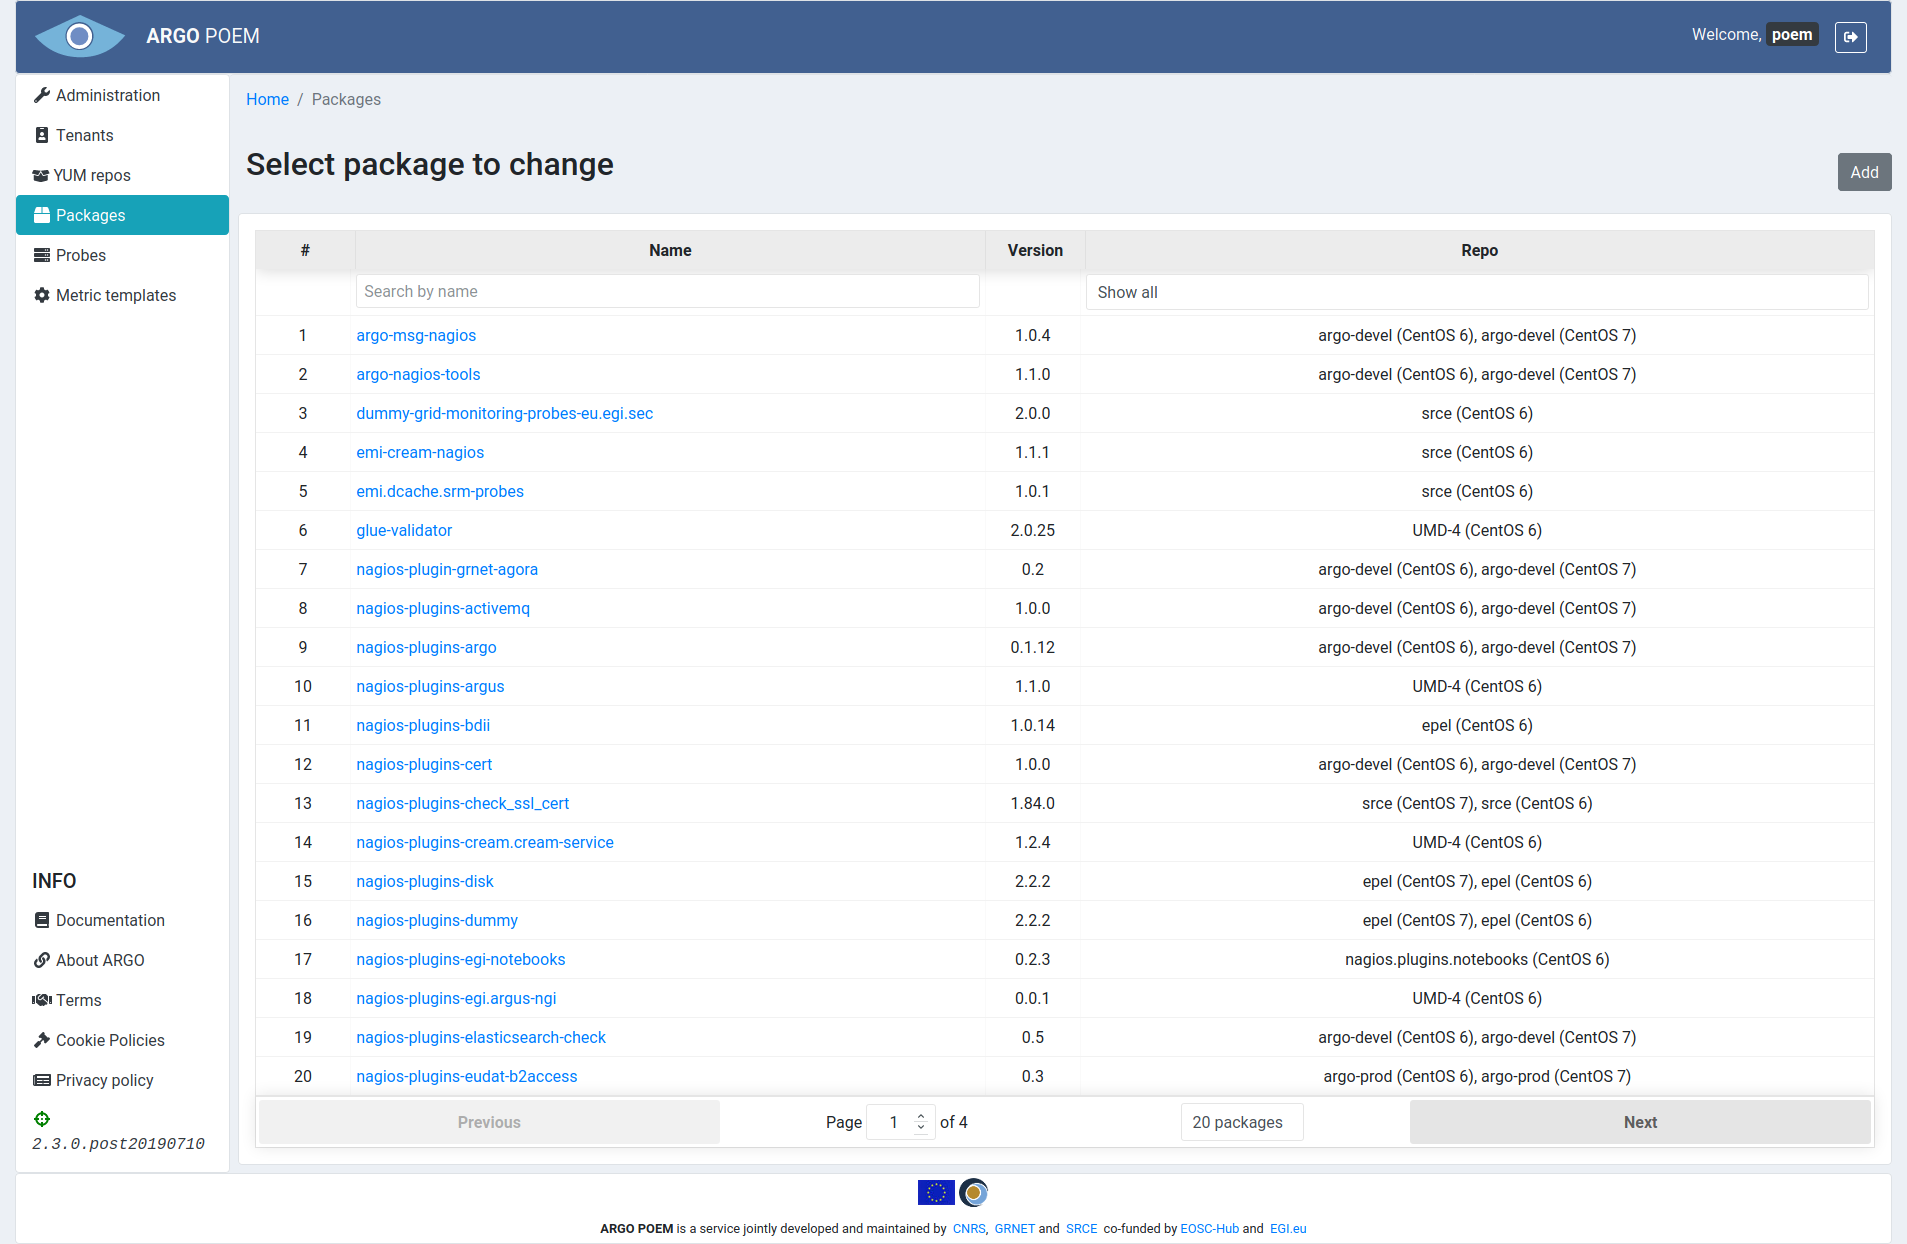 ARGO POEM
Welcome, poem
Administration
Tenants
YUM repos
Packages
Probes
Metric templates
INFO
Documentation
About ARGO
Terms
Cookie Policies
Privacy policy
2.3.0.post20190710
Home / Packages
Select package to change
Add
# Name Version Repo
Search by name Show all
1 argo-msg-nagios 1.0.4 argo-devel (CentOS 6), argo-devel (CentOS 7)
2 argo-nagios-tools 1.1.0 argo-devel (CentOS 6), argo-devel (CentOS 7)
3 dummy-grid-monitoring-probes-eu.egi.sec 2.0.0 srce (CentOS 6)
4 emi-cream-nagios 1.1.1 srce (CentOS 6)
5 emi.dcache.srm-probes 1.0.1 srce (CentOS 6)
6 glue-validator 2.0.25 UMD-4 (CentOS 6)
7 nagios-plugin-grnet-agora 0.2 argo-devel (CentOS 6), argo-devel (CentOS 7)
8 nagios-plugins-activemq 1.0.0 argo-devel (CentOS 6), argo-devel (CentOS 7)
9 nagios-plugins-argo 0.1.12 argo-devel (CentOS 6), argo-devel (CentOS 7)
10 nagios-plugins-argus 1.1.0 UMD-4 (CentOS 6)
11 nagios-plugins-bdii 1.0.14 epel (CentOS 6)
12 nagios-plugins-cert 1.0.0 argo-devel (CentOS 6), argo-devel (CentOS 7)
13 nagios-plugins-check_ssl_cert 1.84.0 srce (CentOS 7), srce (CentOS 6)
14 nagios-plugins-cream.cream-service 1.2.4 UMD-4 (CentOS 6)
15 nagios-plugins-disk 2.2.2 epel (CentOS 7), epel (CentOS 6)
16 nagios-plugins-dummy 2.2.2 epel (CentOS 7), epel (CentOS 6)
17 nagios-plugins-egi-notebooks 0.2.3 nagios.plugins.notebooks (CentOS 6)
18 nagios-plugins-egi.argus-ngi 0.0.1 UMD-4 (CentOS 6)
19 nagios-plugins-elasticsearch-check 0.5 argo-devel (CentOS 6), argo-devel (CentOS 7)
20 nagios-plugins-eudat-b2access 0.3 argo-prod (CentOS 6), argo-prod (CentOS 7)
Previous Page 1 of 4 20 packages Next
ARGO POEM is a service jointly developed and maintained by CNRS, GRNET and SRCE co-funded by EOSC-Hub and EGI.eu